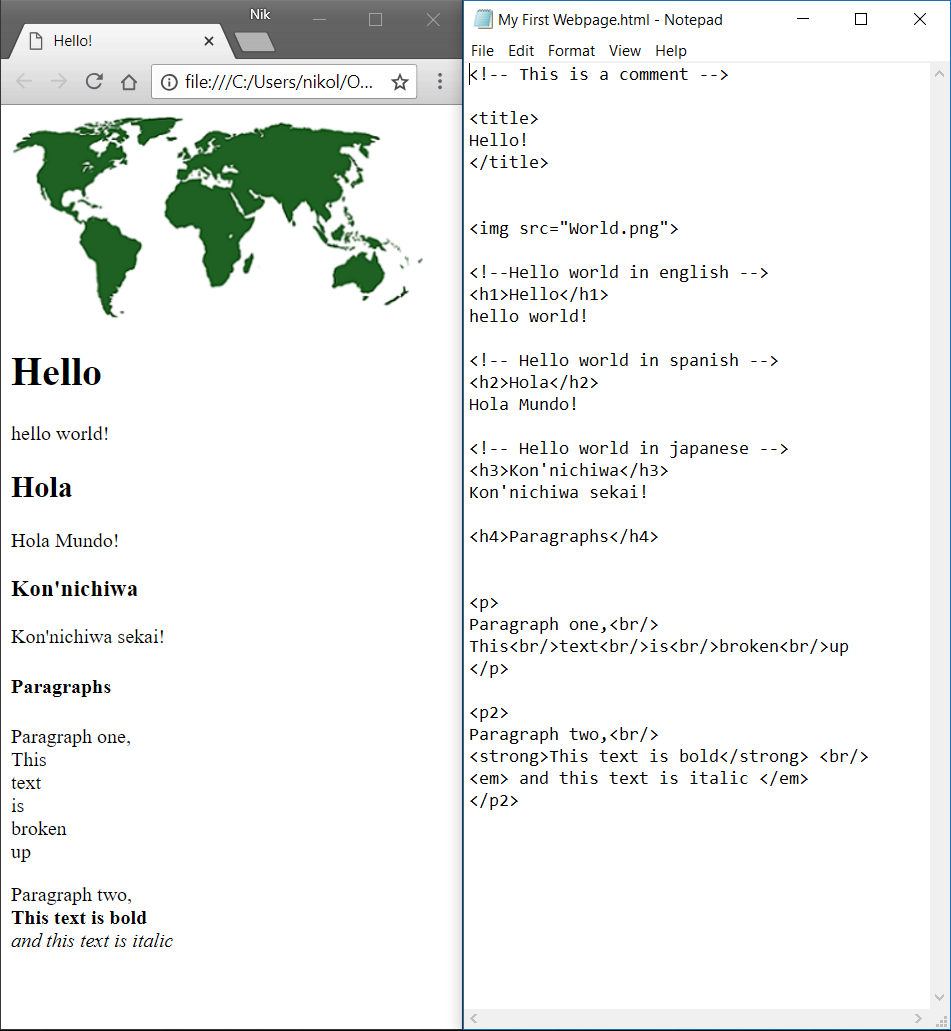 Nik
Hello!
file:///C:/Users/nikol/O...
Hello
hello world!
Hola
Hola Mundo!
Kon'nichiwa
Kon'nichiwa sekai!
Paragraphs
Paragraph one,
This
text
is
broken
up
Paragraph two,
This text is bold
and this text is italic
My First Webpage.html - Notepad
File Edit Format View Help
<!-- This is a comment -->
<title>
Hello!
</title>
<img src="World.png">
<!--Hello world in english -->
<h1>Hello</h1>
hello world!
<!-- Hello world in spanish -->
<h2>Hola</h2>
Hola Mundo!
<!-- Hello world in japanese -->
<h3>Kon'nichiwa</h3>
Kon'nichiwa sekai!
<h4>Paragraphs</h4>
<p>
Paragraph one,<br/>
This<br/>text<br/>is<br/>broken<br/>up
</p>
<p2>
Paragraph two,<br/>
<strong>This text is bold</strong> <br/>
<em> and this text is italic </em>
</p2>